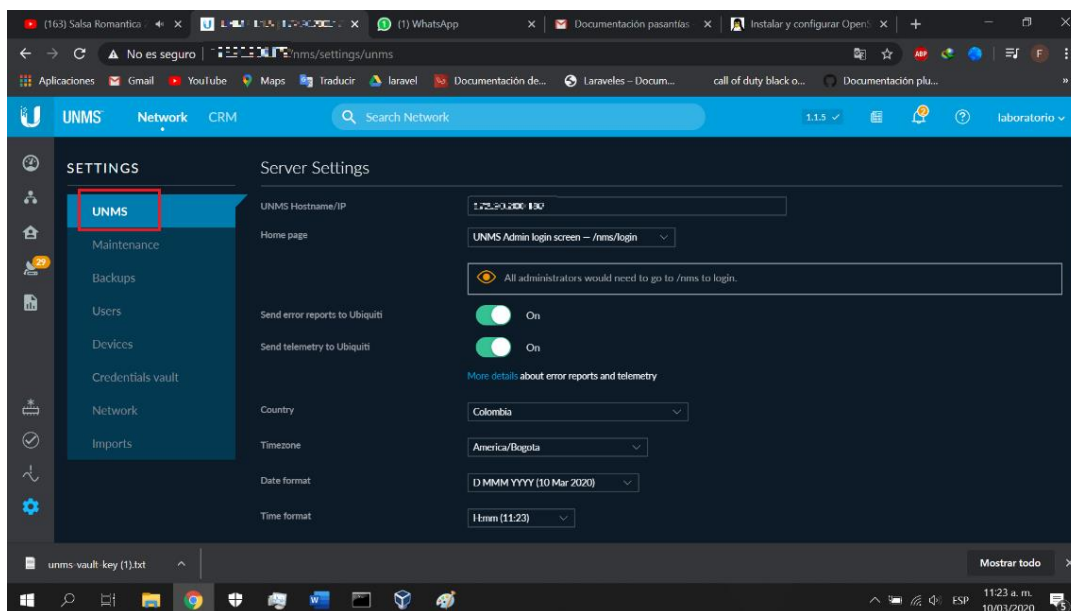 (163) Salsa Romantica
(1) WhatsApp
Documentación pasantías
Instalar y configurar Open
No es seguro
/nms/settings/unms
ABP
F
Aplicaciones
Gmail
YouTube
Maps
Traducir
laravel
Documentación de...
Laraveles – Docum...
call of duty black o...
Documentación plu...
»
UNMS
Network
CRM
Search Network
1.1.5
2
laboratorio
SETTINGS
Server Settings
UNMS
UNMS Hostname/IP
Home page
UNMS Admin login screen — /nms/login
Maintenance
Backups
All administrators would need to go to /nms to login.
29
Users
Send error reports to Ubiquiti
On
Devices
Send telemetry to Ubiquiti
On
Credentials vault
More details about error reports and telemetry
Network
Country
Colombia
Imports
Timezone
America/Bogota
Date format
D MMM YYYY (10 Mar 2020)
Time format
H:mm (11:23)
unms-vault-key (1).txt
Mostrar todo
ESP
11:23 a. m.
10/03/2020
5